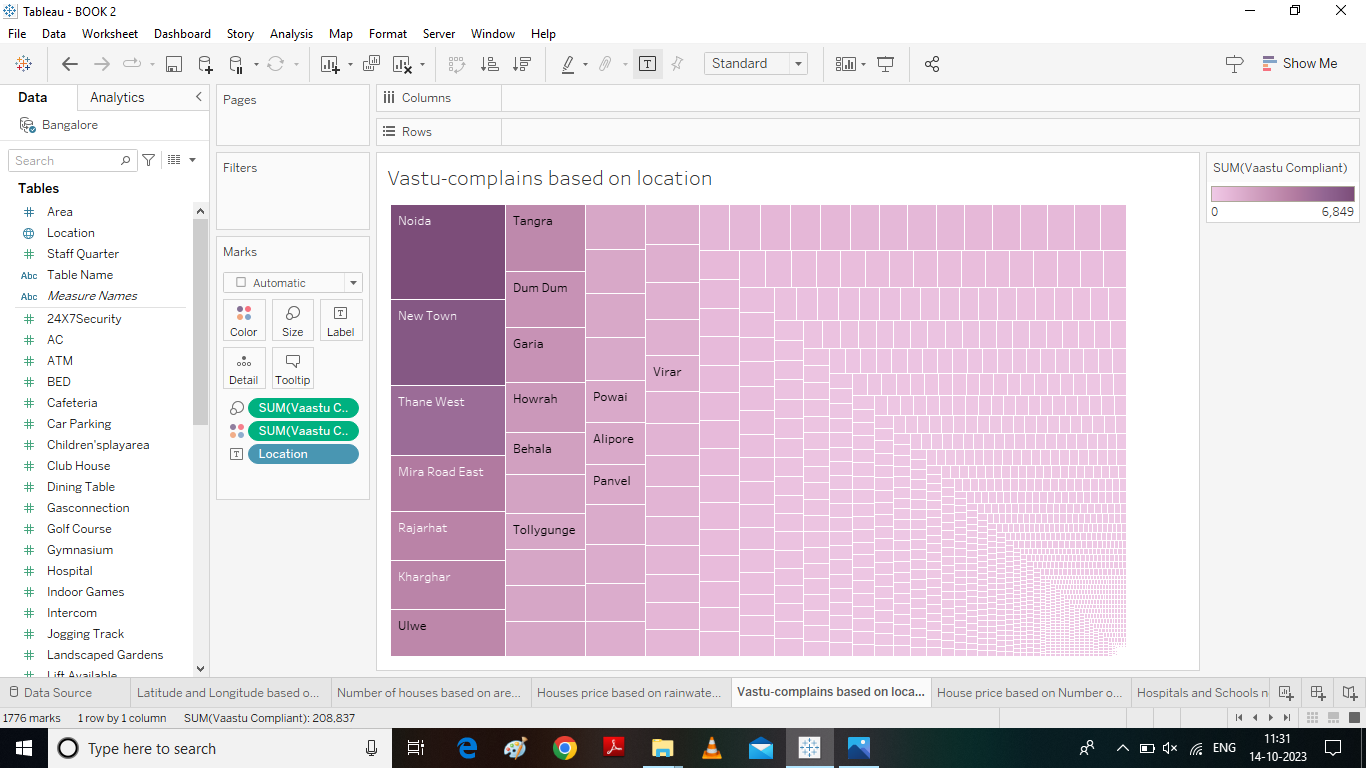 Tableau - BOOK 2
File Data Worksheet Dashboard Story Analysis Map Format Server Window Help
Standard
Show Me
Data Analytics
Bangalore
Search
Tables
Area
Location
Staff Quarter
Abc Table Name
Abc Measure Names
24X7Security
AC
ATM
BED
Cafeteria
Car Parking
Children'splayarea
Club House
Dining Table
Gasconnection
Golf Course
Gymnasium
Hospital
Indoor Games
Intercom
Jogging Track
Landscaped Gardens
Lift Available
Pages
Filters
Marks
Automatic
Color Size Label
Detail Tooltip
SUM(Vaastu C..
SUM(Vaastu C..
Location
Columns
Rows
Vastu-complains based on location
Noida
New Town
Thane West
Mira Road East
Rajarhat
Kharghar
Ulwe
Tangra
Dum Dum
Garia
Howrah
Behala
Tollygunge
Powai
Alipore
Panvel
Virar
SUM(Vaastu Compliant)
0 6,849
Data Source Latitude and Longitude based o... Number of houses based on are... Houses price based on rainwate... Vastu-complains based on loca... House price based on Number o... Hospitals and Schools n
1776 marks 1 row by 1 column SUM(Vaastu Compliant): 208,837
Type here to search
ENG
11:31
14-10-2023